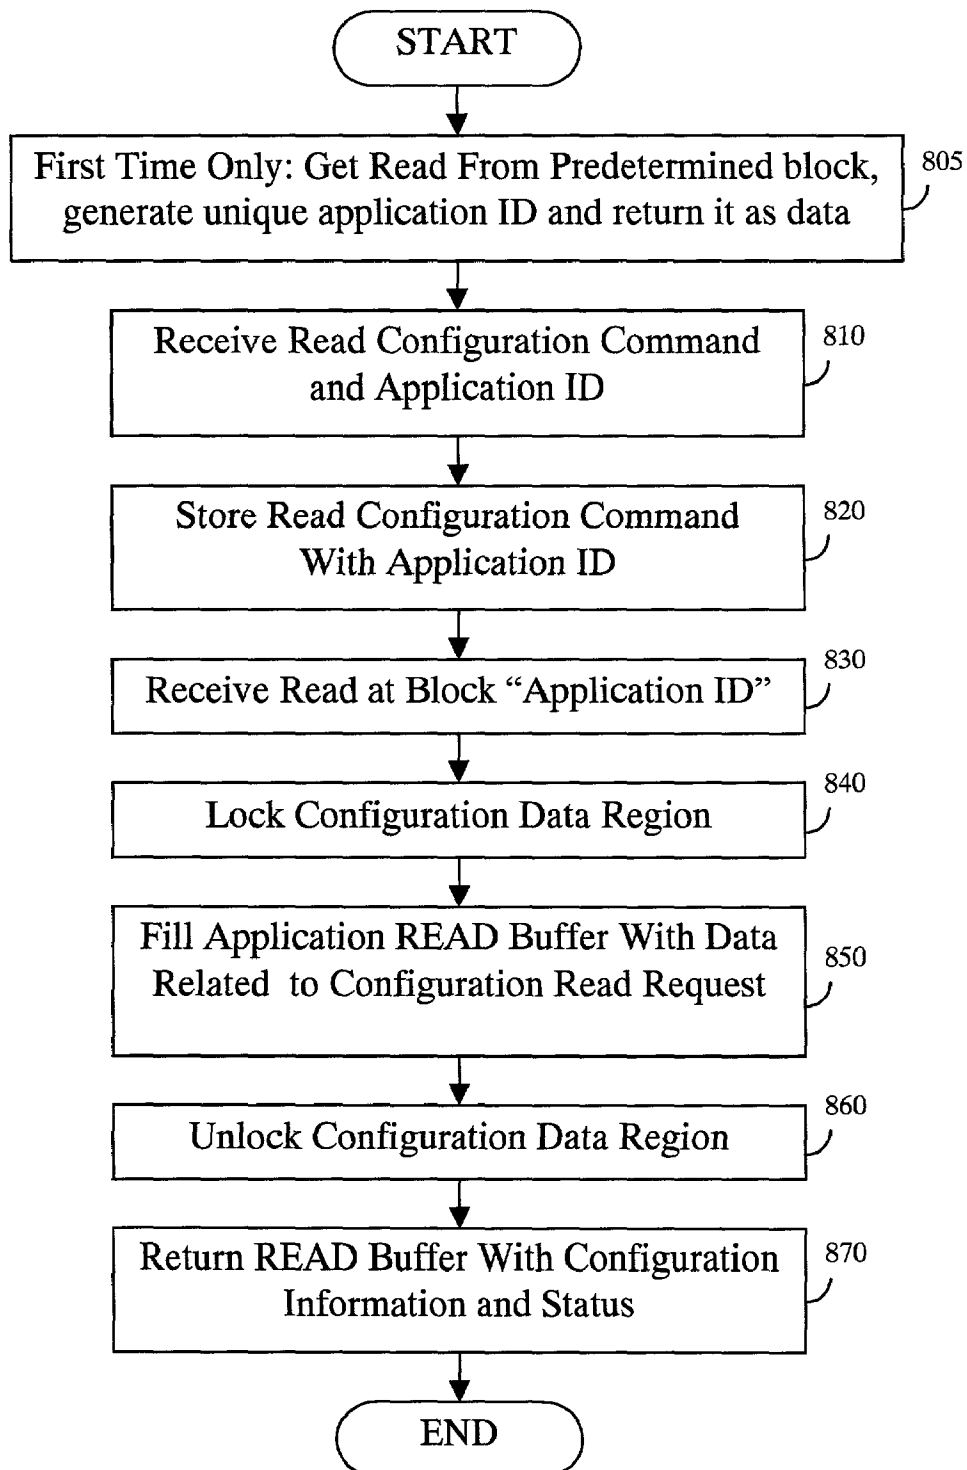 START
First Time Only: Get Read From Predetermined block,
generate unique application ID and return it as data
805
Receive Read Configuration Command
and Application ID
810
Store Read Configuration Command
With Application ID
820
Receive Read at Block “Application ID”
830
Lock Configuration Data Region
840
Fill Application READ Buffer With Data
Related to Configuration Read Request
850
Unlock Configuration Data Region
860
Return READ Buffer With Configuration
Information and Status
870
END